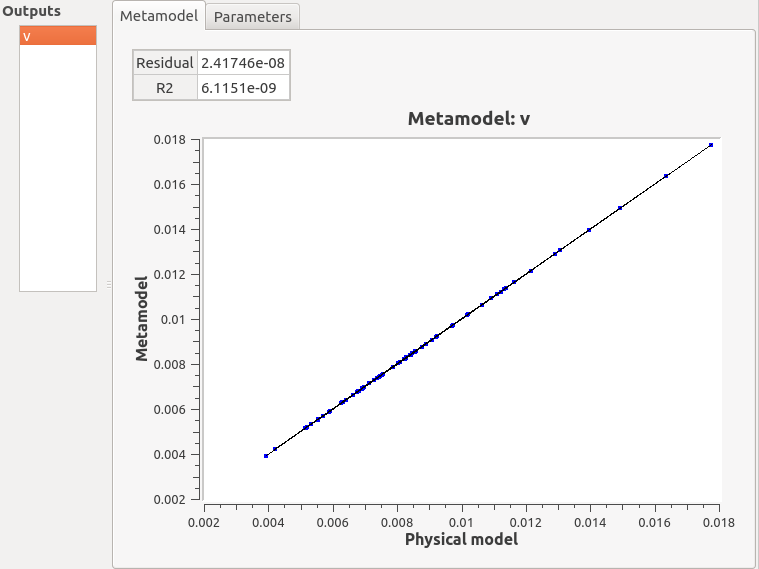 Outputs
v
Metamodel Parameters
Residual 2.41746e-08
R2 6.1151e-09
Metamodel: v
0.018
0.016
0.014
0.012
0.01
0.008
0.006
0.004
0.002
Metamodel
0.002 0.004 0.006 0.008 0.01 0.012 0.014 0.016 0.018
Physical model